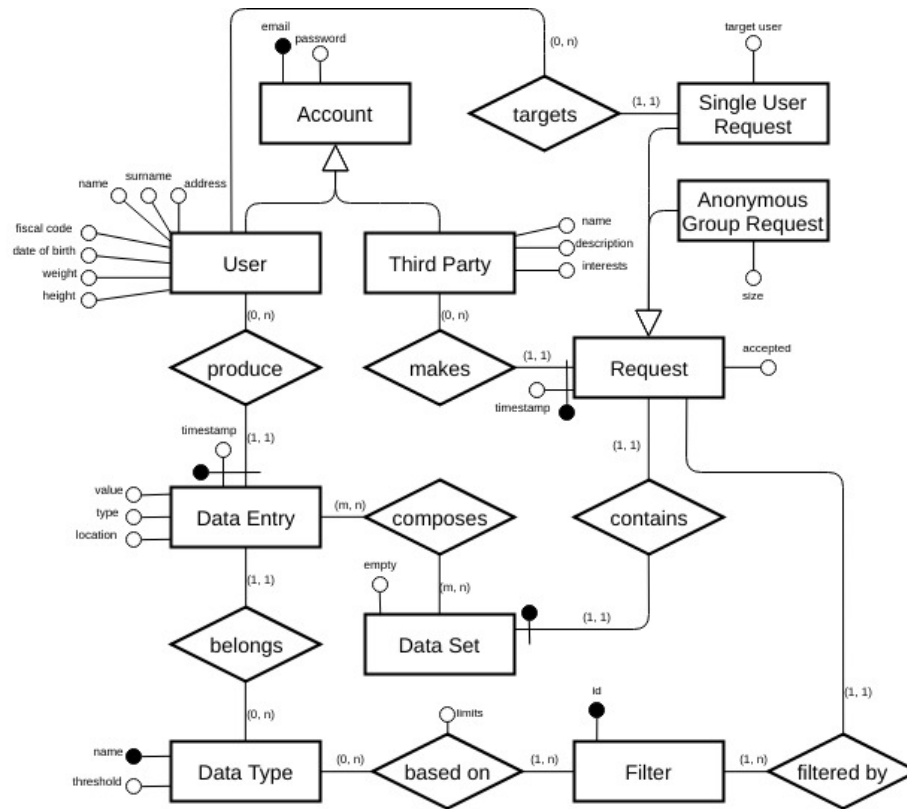 email
password
(0, n)
target user
Account
targets
(1, 1)
Single User
Request
name
surname
address
fiscal code
date of birth
weight
height
User
Third Party
name
description
interests
Anonymous
Group Request
size
(0, n)
(0, n)
produce
makes
(1, 1)
timestamp
Request
accepted
timestamp
(1, 1)
(1, 1)
value
type
location
Data Entry
(m, n)
composes
contains
(1, 1)
empty
(m, n)
Data Set
(1, 1)
belongs
(0, n)
limits
id
(1, 1)
name
threshold
Data Type
(0, n)
based on
(1, n)
Filter
(1, n)
filtered by